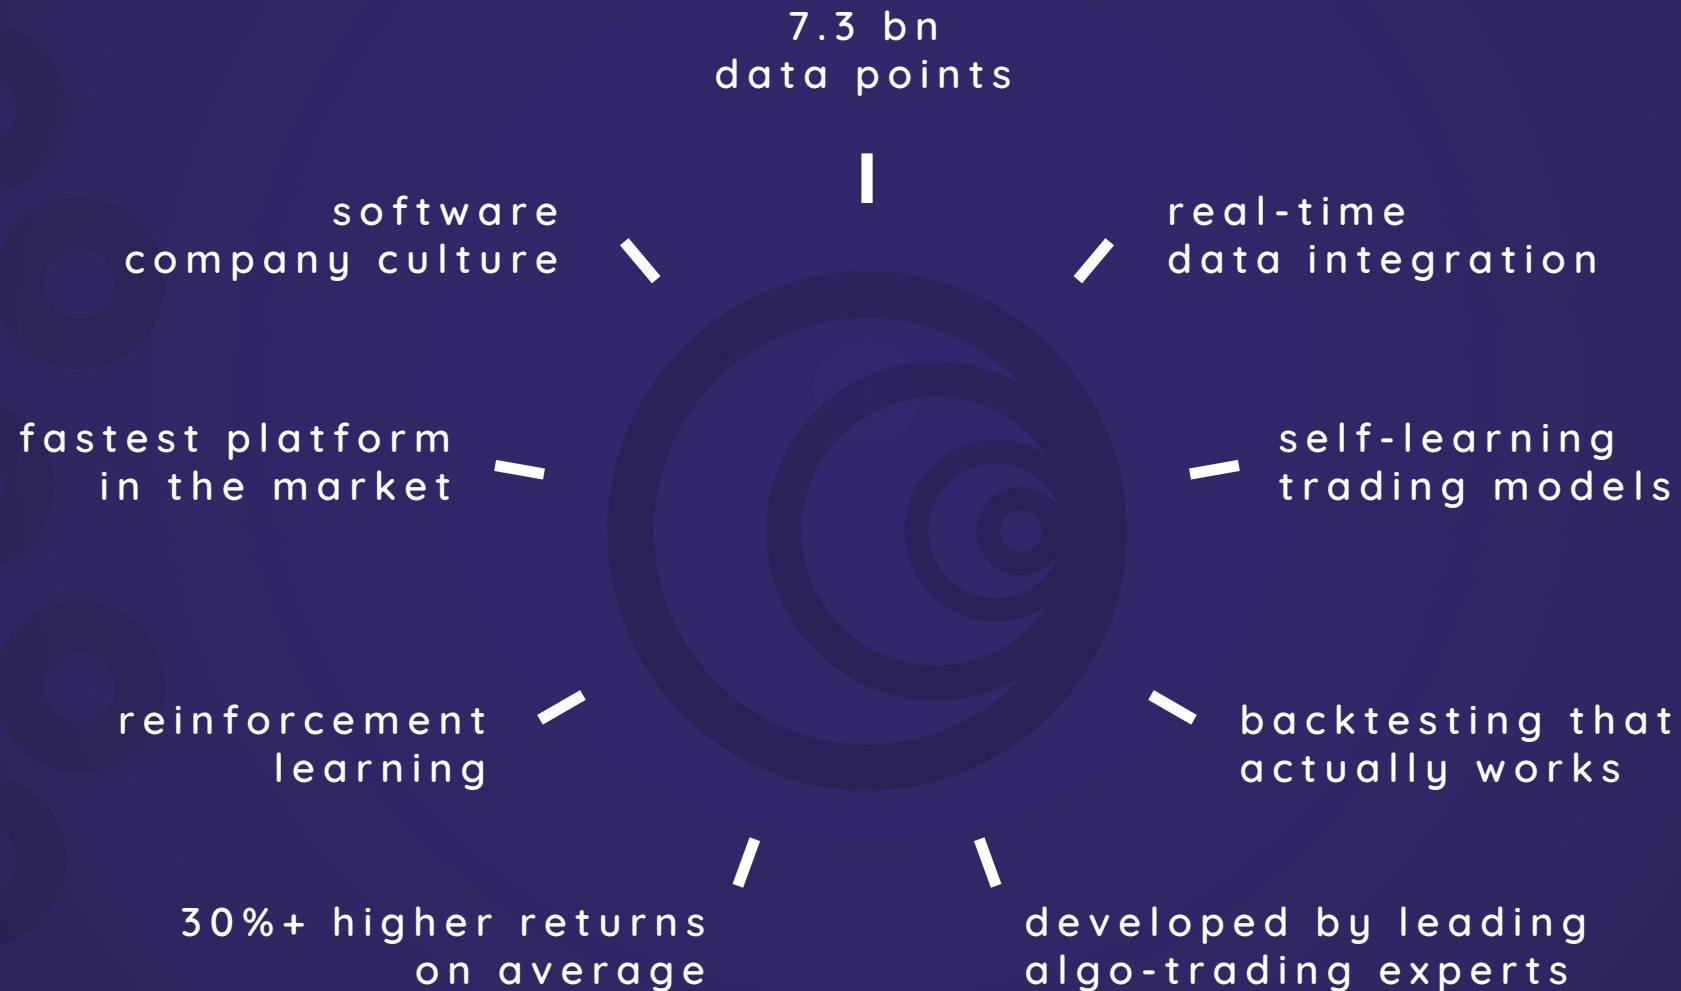 7.3 bn
data points
software
company culture
real-time
data integration
fastest platform
in the market
self-learning
trading models
reinforcement
learning
backtesting that
actually works
30%+ higher returns
on average
developed by leading
algo-trading experts